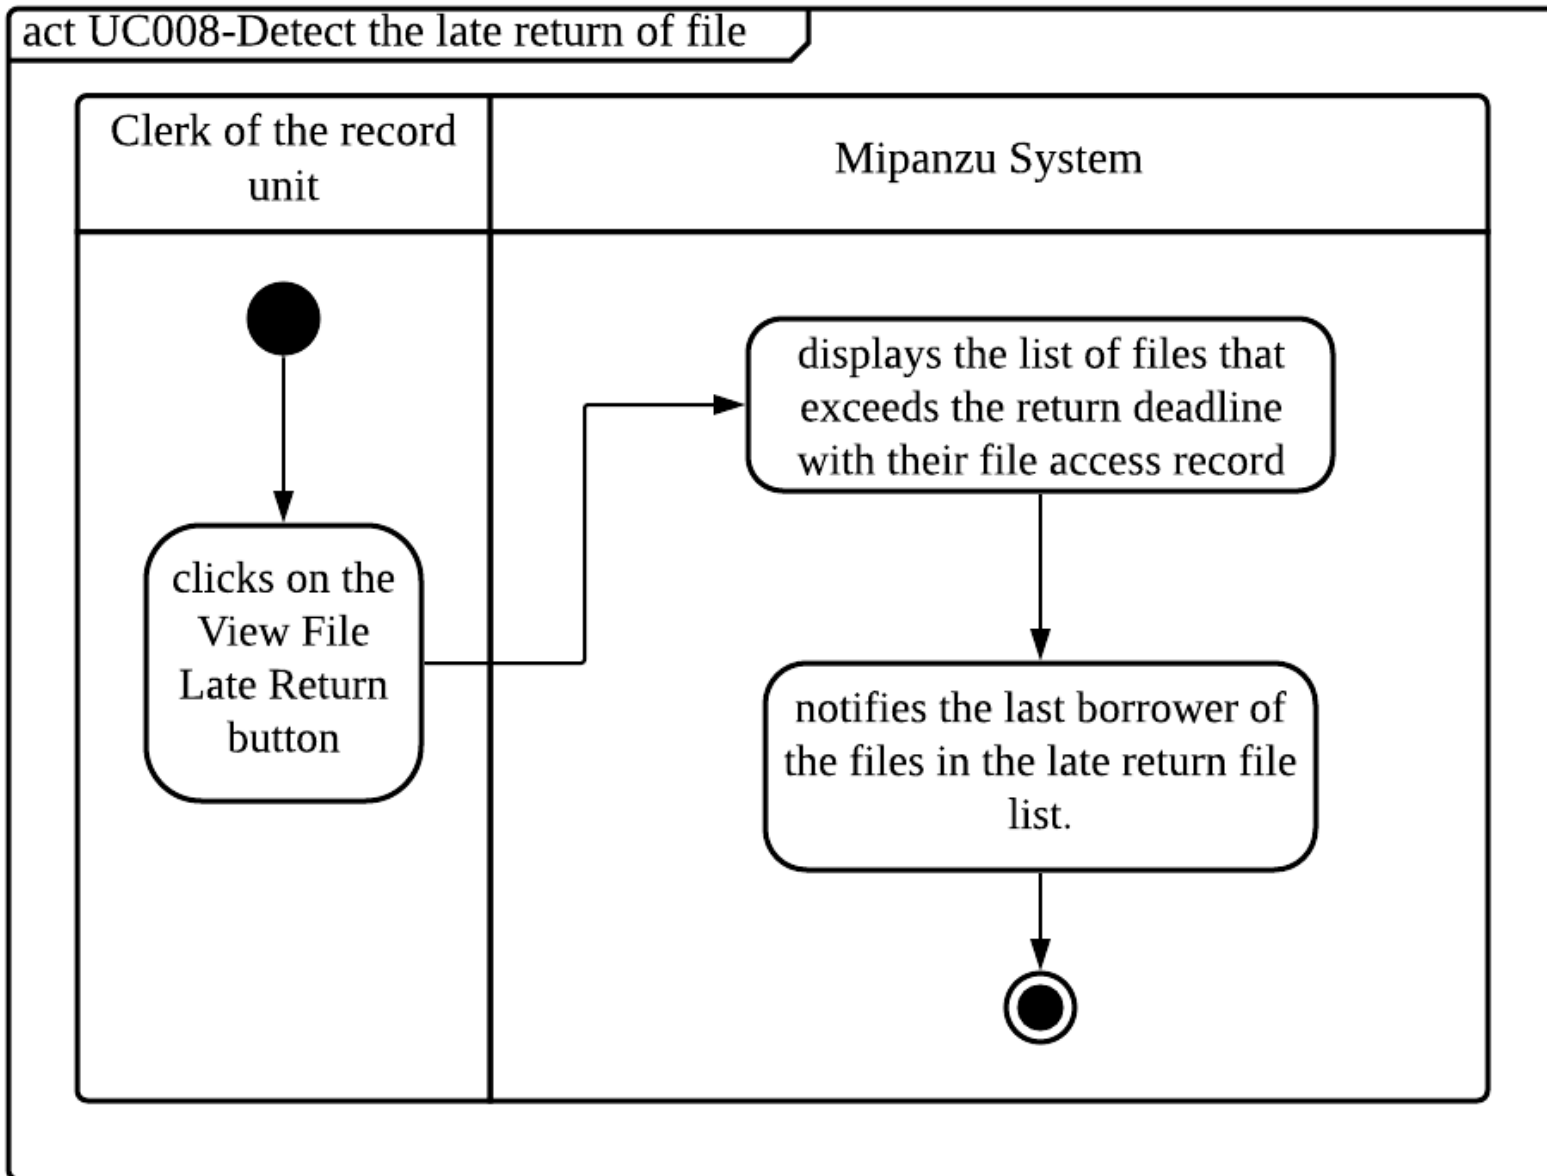 act UC008-Detect the late return of file
Clerk of the record
unit
Mipanzu System
clicks on the
View File
Late Return
button
displays the list of files that
exceeds the return deadline
with their file access record
notifies the last borrower of
the files in the late return file
list.